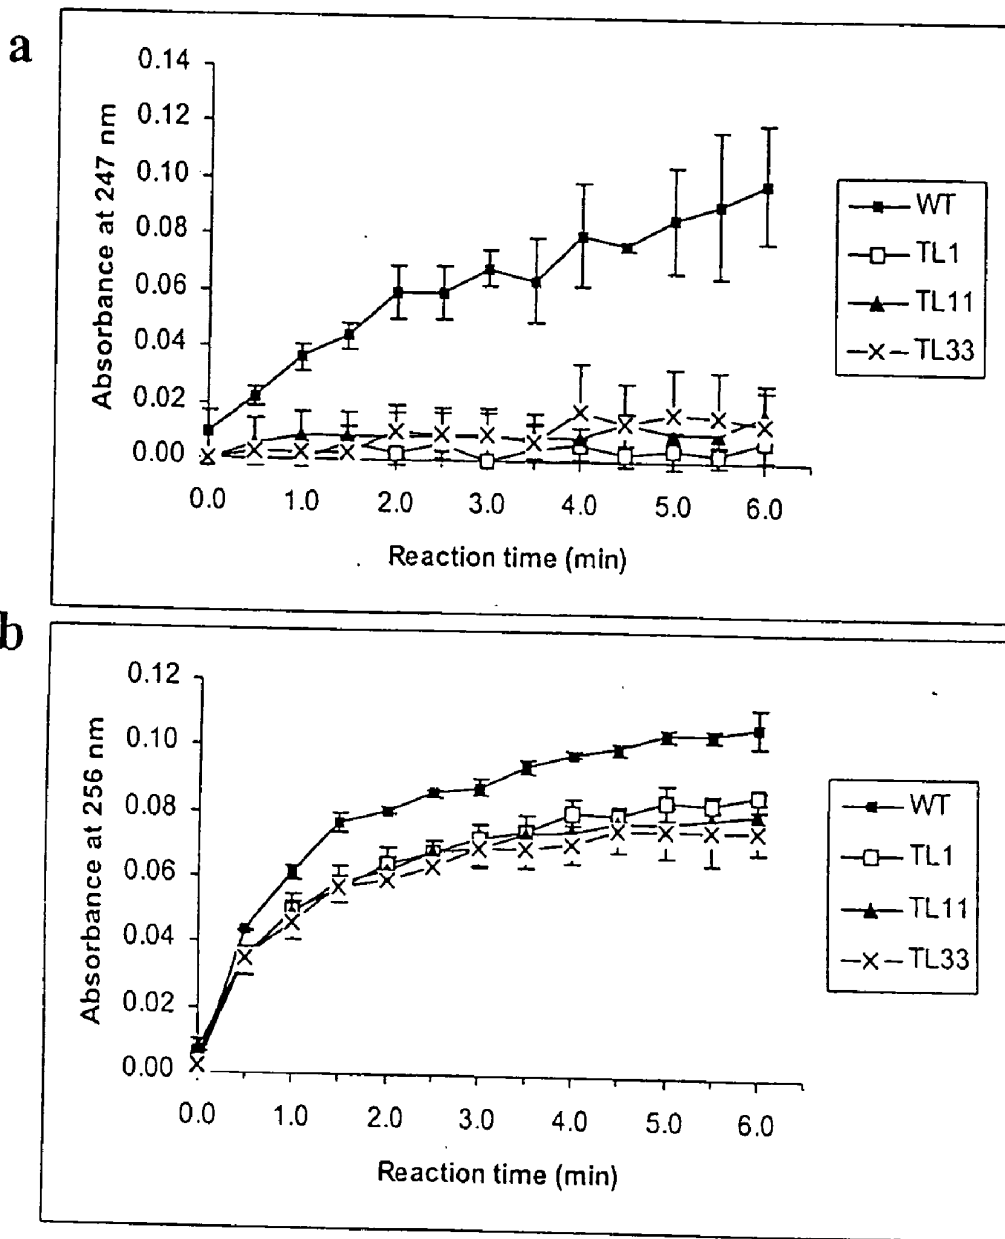 a
Absorbance at 247 nm
0.14
0.12
0.10
0.08
0.06
0.04
0.02
0.00
0.0 1.0 2.0 3.0 4.0 5.0 6.0
Reaction time (min)
WT
TL1
TL11
TL33
b
Absorbance at 256 nm
0.12
0.10
0.08
0.06
0.04
0.02
0.00
0.0 1.0 2.0 3.0 4.0 5.0 6.0
Reaction time (min)
WT
TL1
TL11
TL33